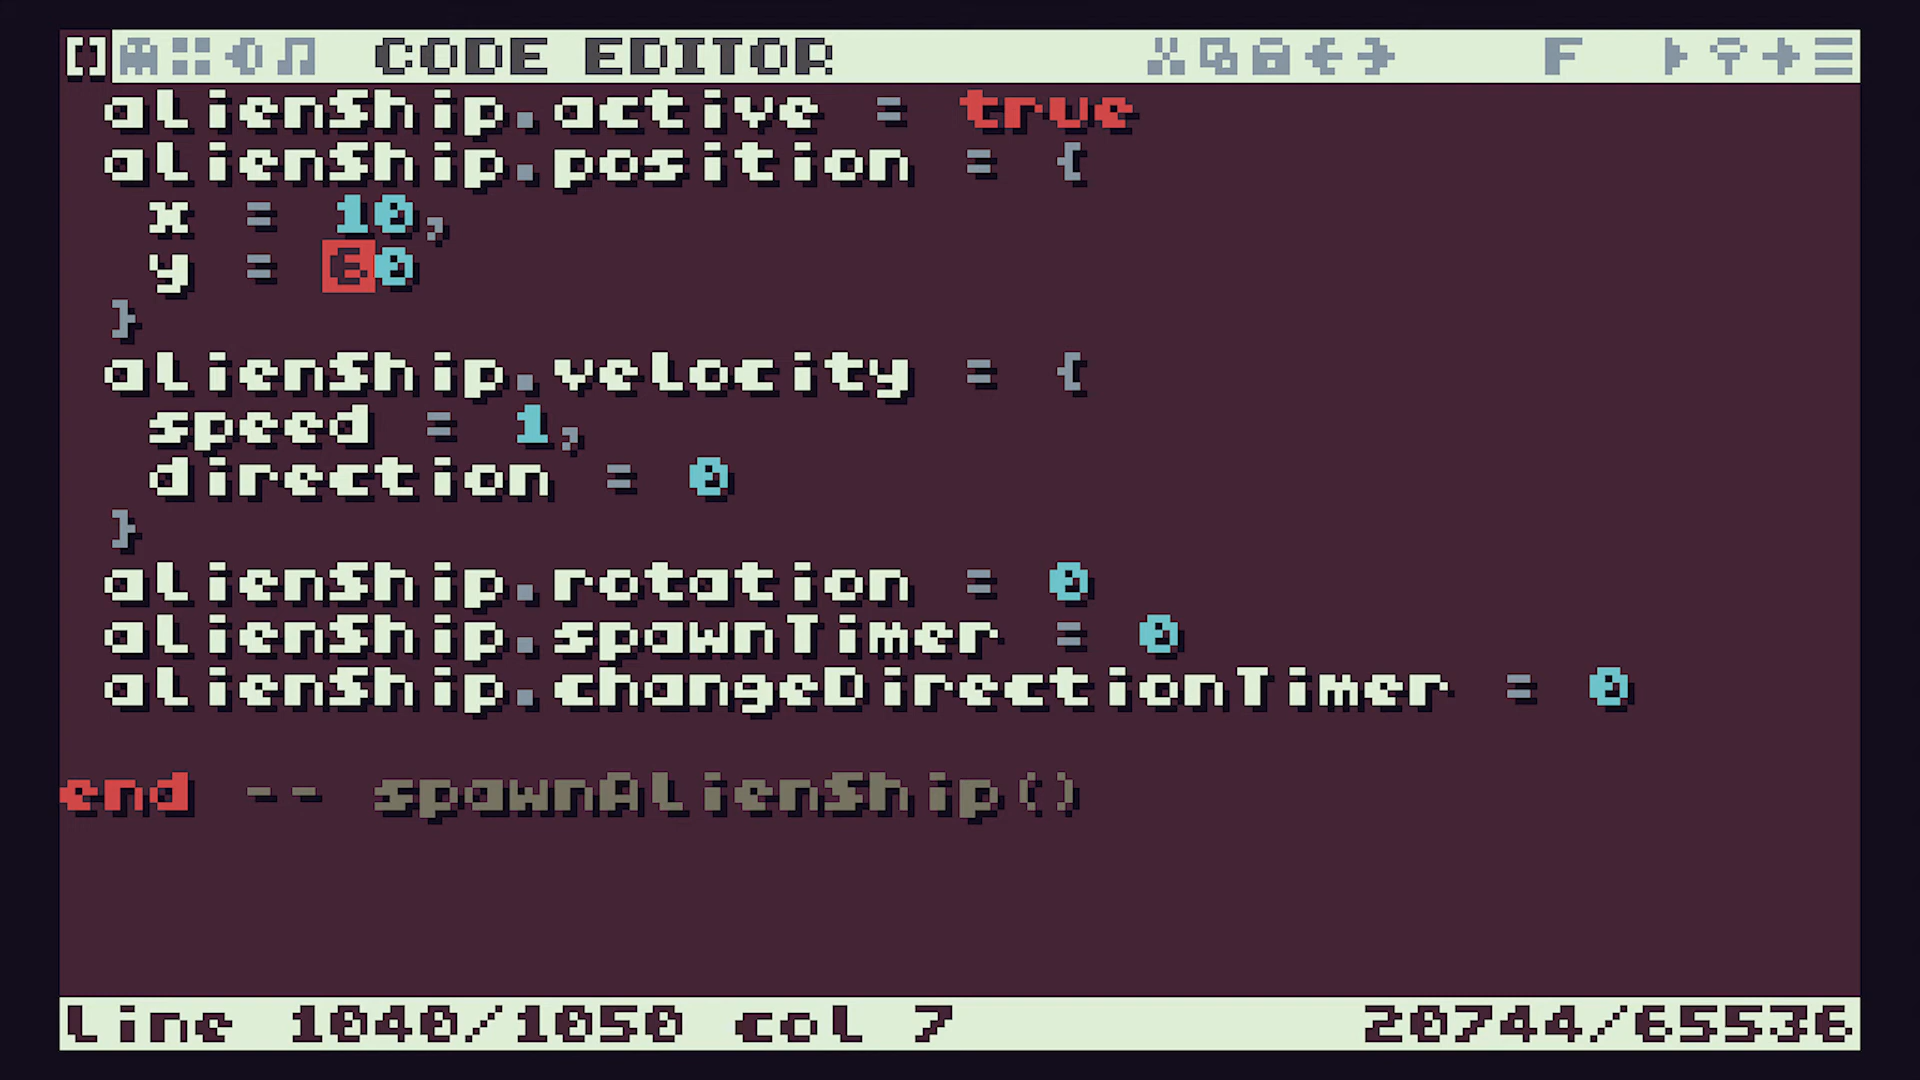 CODE EDITOR F
alienShip.active = true
alienShip.position = {
x = 10,
y = 60
}
alienShip.velocity = {
speed = 1,
direction = 0
}
alienShip.rotation = 0
alienShip.spawnTimer = 0
alienShip.changeDirectionTimer = 0
end -- spawnAlienShip()
line 1040/1050 col 7 20744/65536